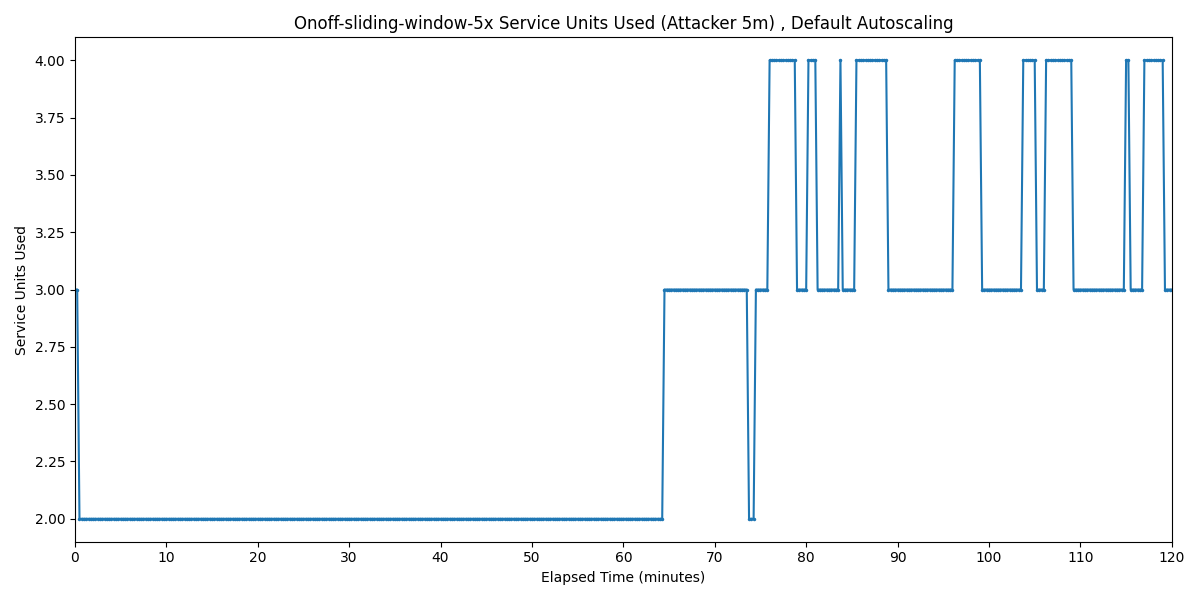 Onoff-sliding-window-5x Service Units Used (Attacker 5m) , Default Autoscaling
4.00
3.75
3.50
3.25
3.00
2.75
2.50
2.25
2.00
Service Units Used
0 10 20 30 40 50 60 70 80 90 100 110 120
Elapsed Time (minutes)